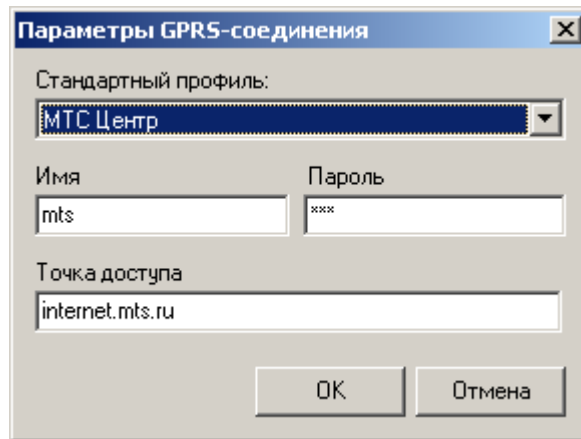 Параметры GPRS-соединения
Стандартный профиль:
МТС Центр
Имя Пароль
mts ***
Точка доступа
internet.mts.ru
OK Отмена